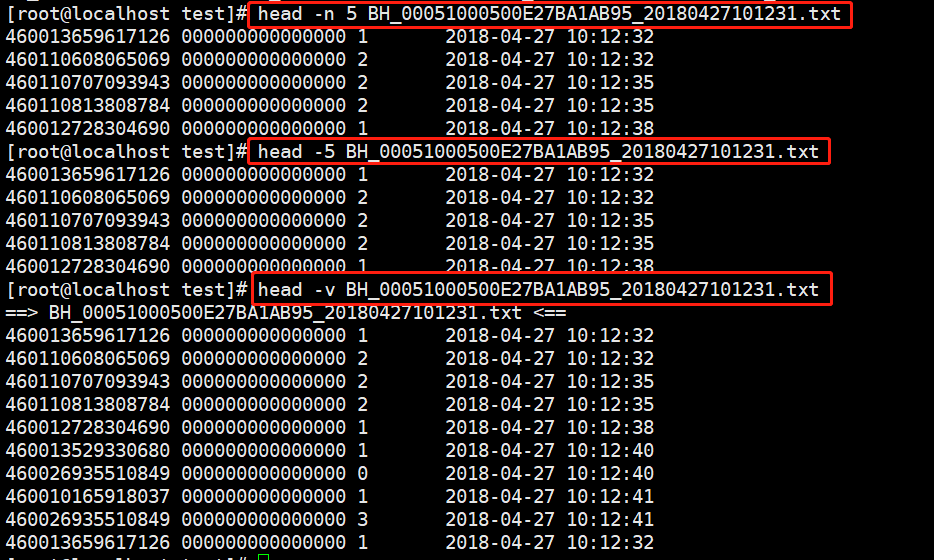 [root@localhost test]# head -n 5 BH_00051000500E27BA1AB95_20180427101231.txt
460013659617126 000000000000000 1       2018-04-27 10:12:32
460110608065069 000000000000000 2       2018-04-27 10:12:32
460110707093943 000000000000000 2       2018-04-27 10:12:35
460110813808784 000000000000000 2       2018-04-27 10:12:35
460012728304690 000000000000000 1       2018-04-27 10:12:38
[root@localhost test]# head -5 BH_00051000500E27BA1AB95_20180427101231.txt
460013659617126 000000000000000 1       2018-04-27 10:12:32
460110608065069 000000000000000 2       2018-04-27 10:12:32
460110707093943 000000000000000 2       2018-04-27 10:12:35
460110813808784 000000000000000 2       2018-04-27 10:12:35
460012728304690 000000000000000 1       2018-04-27 10:12:38
[root@localhost test]# head -v BH_00051000500E27BA1AB95_20180427101231.txt
==> BH_00051000500E27BA1AB95_20180427101231.txt <==
460013659617126 000000000000000 1       2018-04-27 10:12:32
460110608065069 000000000000000 2       2018-04-27 10:12:32
460110707093943 000000000000000 2       2018-04-27 10:12:35
460110813808784 000000000000000 2       2018-04-27 10:12:35
460012728304690 000000000000000 1       2018-04-27 10:12:38
460013529330680 000000000000000 1       2018-04-27 10:12:40
460026935510849 000000000000000 0       2018-04-27 10:12:40
460010165918037 000000000000000 1       2018-04-27 10:12:41
460026935510849 000000000000000 3       2018-04-27 10:12:41
460013659617126 000000000000000 1       2018-04-27 10:12:32
[root@localhost test]#